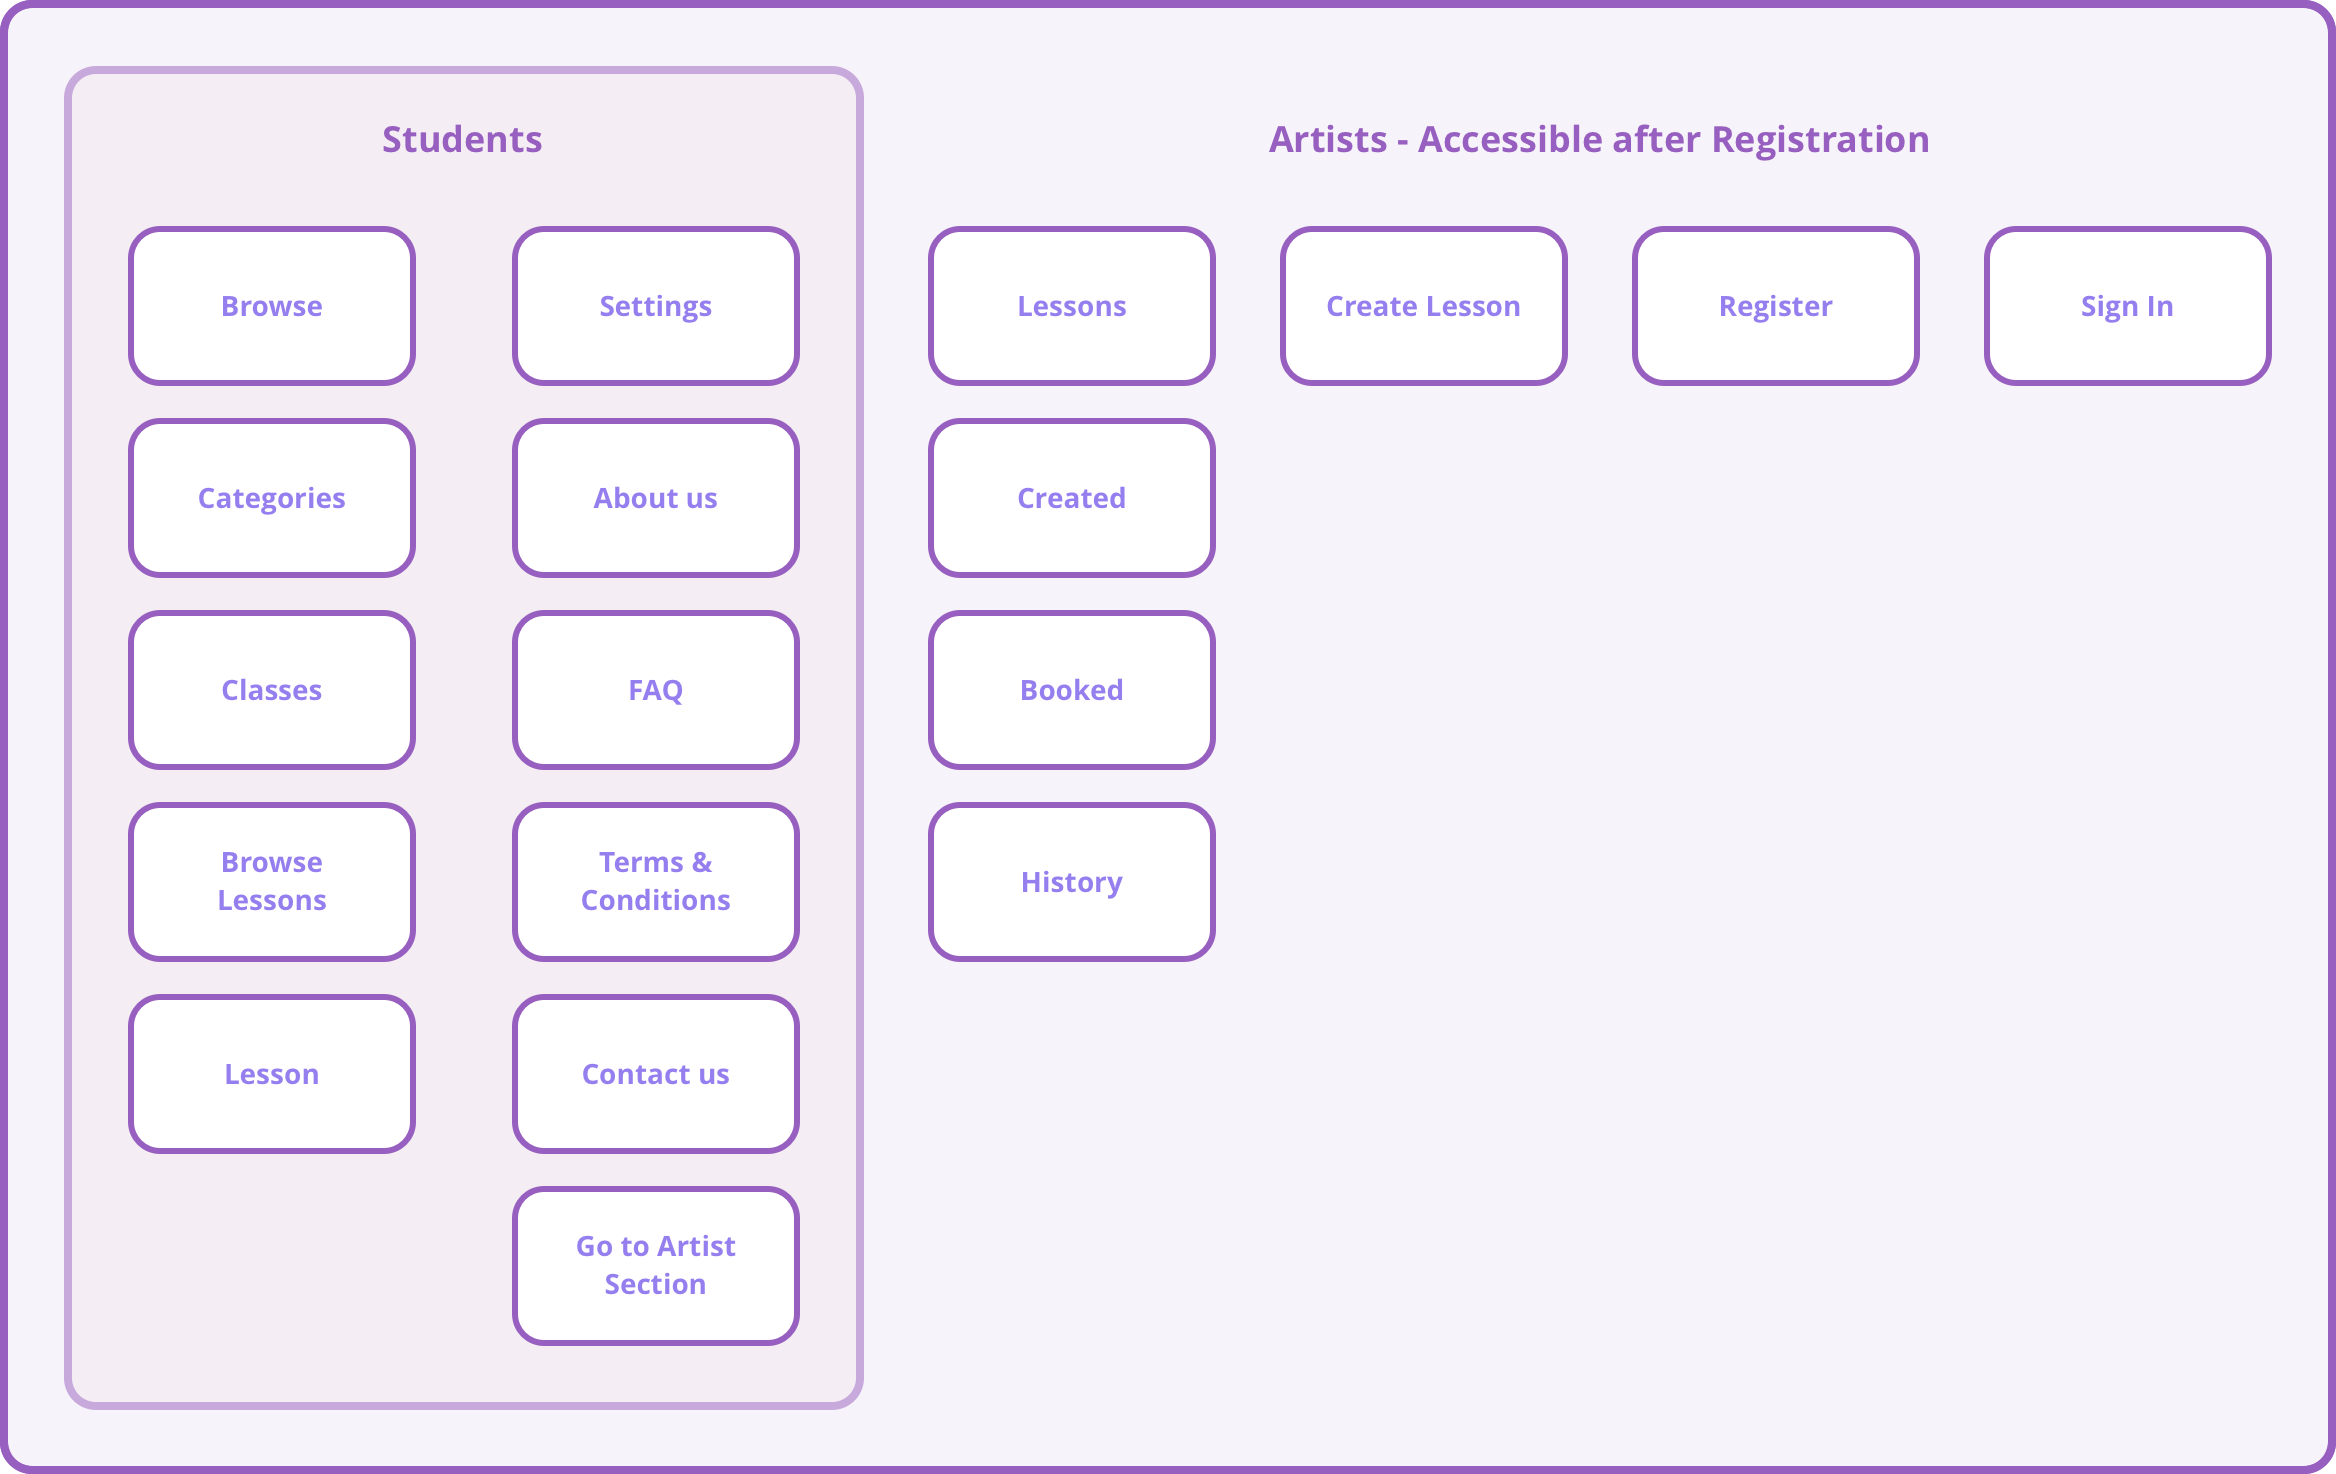 Students
Artists - Accessible after Registration
Browse
Settings
Lessons
Create Lesson
Register
Sign In
Categories
About us
Created
Classes
FAQ
Booked
Browse
Lessons
Terms &
Conditions
History
Lesson
Contact us
Go to Artist
Section